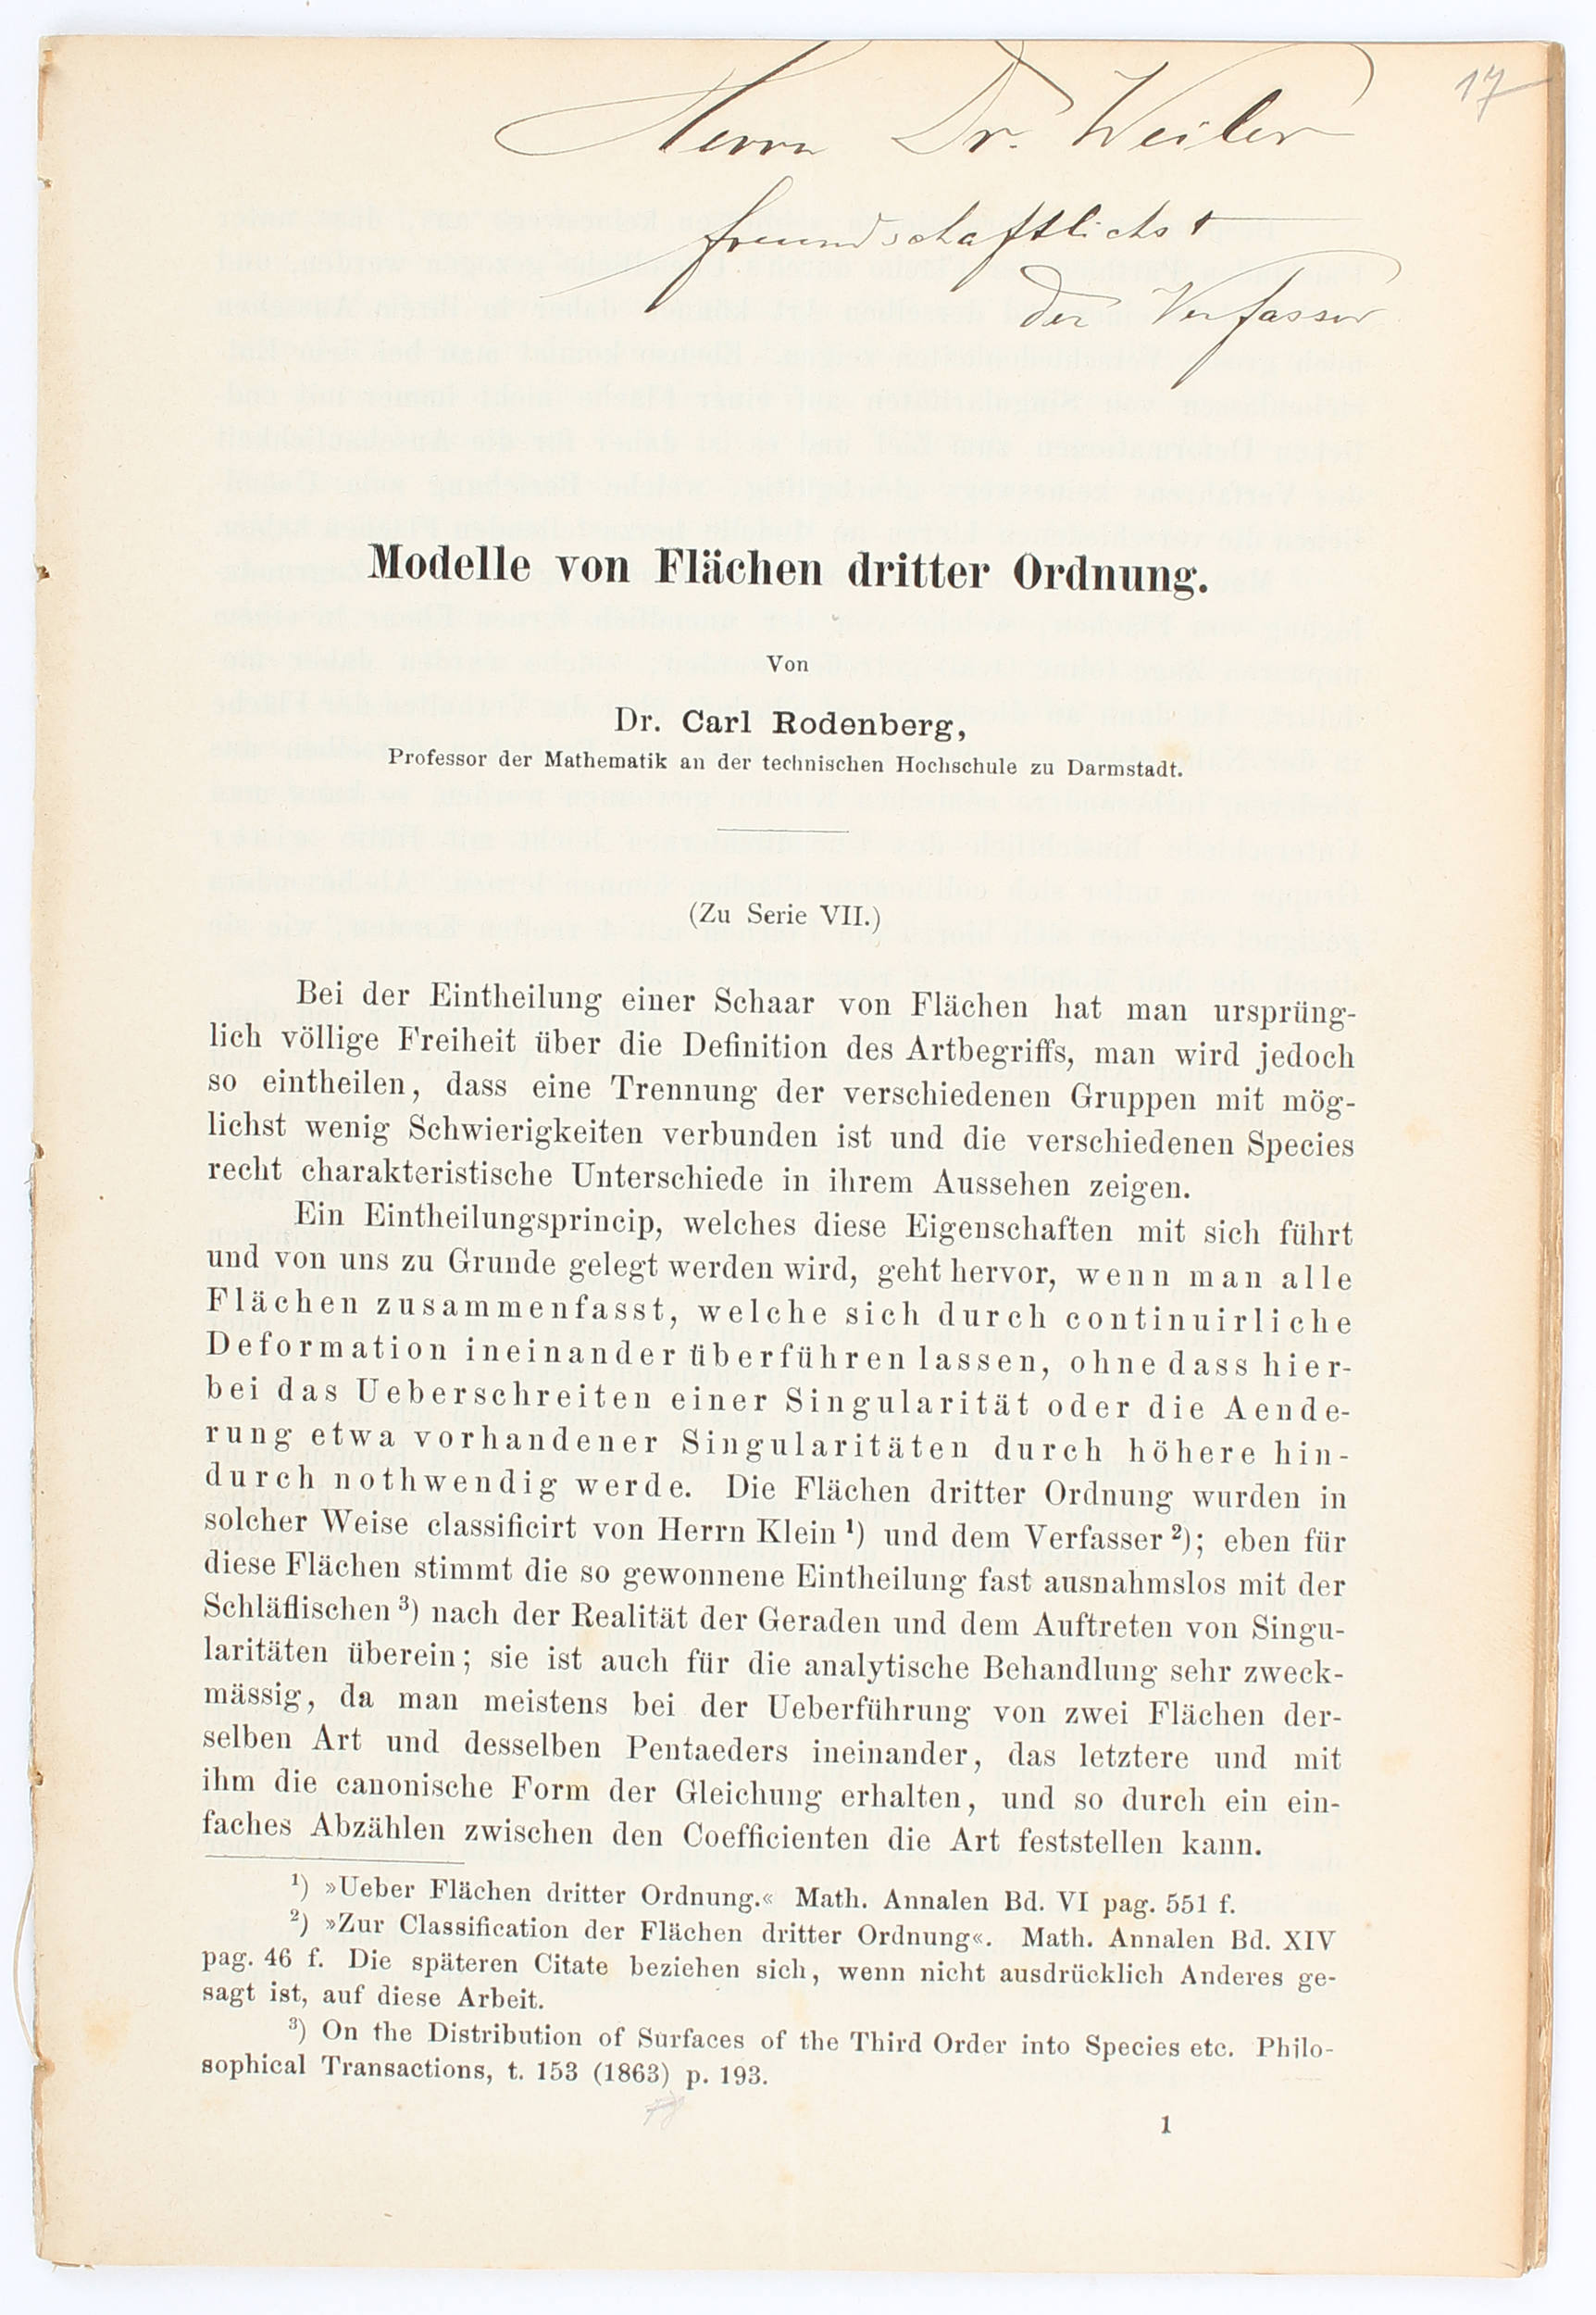 17
Herrn Dr. Weiler
freundschaftlichst
der Verfasser
Modelle von Flächen dritter Ordnung.
Von
Dr. Carl Rodenberg,
Professor der Mathematik an der technischen Hochschule zu Darmstadt.
(Zu Serie VII.)
Bei der Eintheilung einer Schaar von Flächen hat man ursprüng-
lich völlige Freiheit über die Definition des Artbegriffs, man wird jedoch
so eintheilen, dass eine Trennung der verschiedenen Gruppen mit mög-
lichst wenig Schwierigkeiten verbunden ist und die verschiedenen Species
recht charakteristische Unterschiede in ihrem Aussehen zeigen.
Ein Eintheilungsprincip, welches diese Eigenschaften mit sich führt
und von uns zu Grunde gelegt werden wird, geht hervor, wenn man alle
Flächen zusammenfasst, welche sich durch continuirliche
Deformation ineinander überführen lassen, ohne dass hier-
bei das Ueberschreiten einer Singularität oder die Aende-
rung etwa vorhandener Singularitäten durch höhere hin-
durch nothwendig werde. Die Flächen dritter Ordnung wurden in
solcher Weise classificirt von Herrn Klein ¹) und dem Verfasser ²); eben für
diese Flächen stimmt die so gewonnene Eintheilung fast ausnahmslos mit der
Schläflischen ³) nach der Realität der Geraden und dem Auftreten von Singu-
laritäten überein; sie ist auch für die analytische Behandlung sehr zweck-
mässig, da man meistens bei der Ueberführung von zwei Flächen der-
selben Art und desselben Pentaeders ineinander, das letztere und mit
ihm die canonische Form der Gleichung erhalten, und so durch ein ein-
faches Abzählen zwischen den Coefficienten die Art feststellen kann.
¹) »Ueber Flächen dritter Ordnung.« Math. Annalen Bd. VI pag. 551 f.
²) »Zur Classification der Flächen dritter Ordnung«. Math. Annalen Bd. XIV
pag. 46 f. Die späteren Citate beziehen sich, wenn nicht ausdrücklich Anderes ge-
sagt ist, auf diese Arbeit.
³) On the Distribution of Surfaces of the Third Order into Species etc. Philo-
sophical Transactions, t. 153 (1863) p. 193.
1